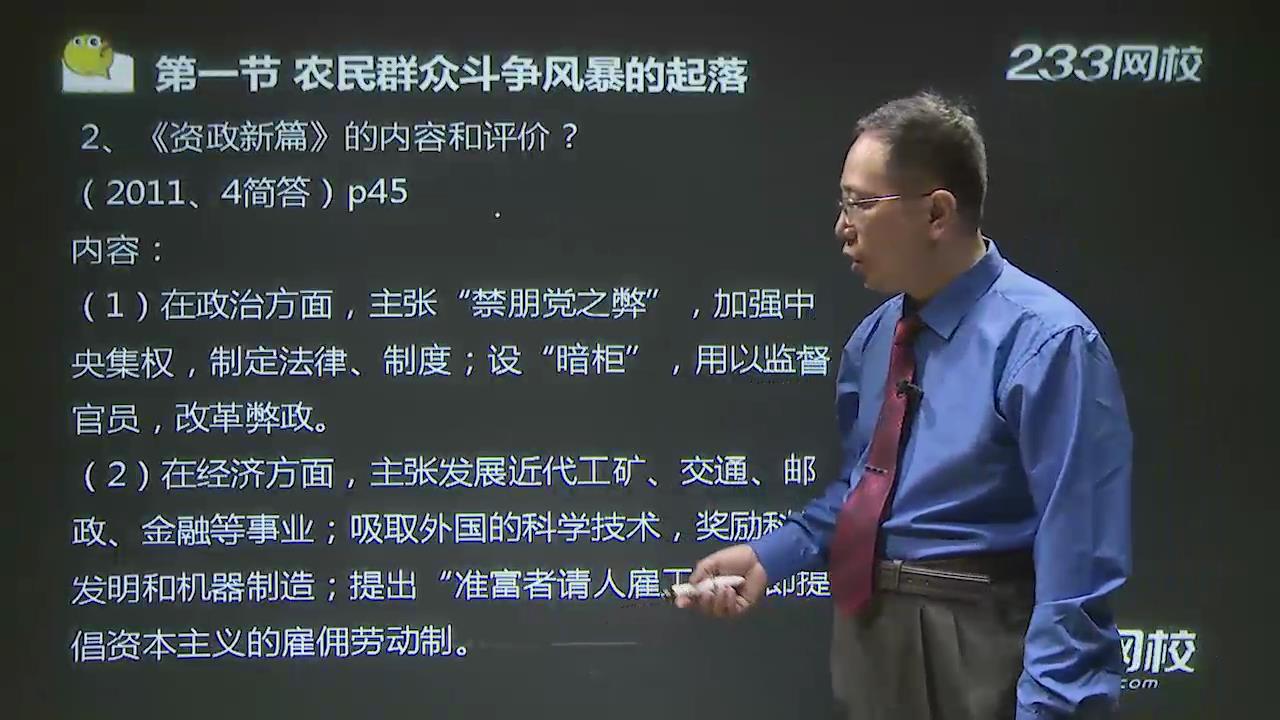 第一节 农民群众斗争风暴的起落
233网校
2、《资政新篇》的内容和评价？
（2011、4简答）p45
内容：
（1）在政治方面，主张“禁朋党之弊”，加强中
央集权，制定法律、制度；设“暗柜”，用以监督
官员，改革弊政。
（2）在经济方面，主张发展近代工矿、交通、邮
政、金融等事业；吸取外国的科学技术，奖励科
发明和机器制造；提出“准富者请人雇工 即提
倡资本主义的雇佣劳动制。
网校
.com